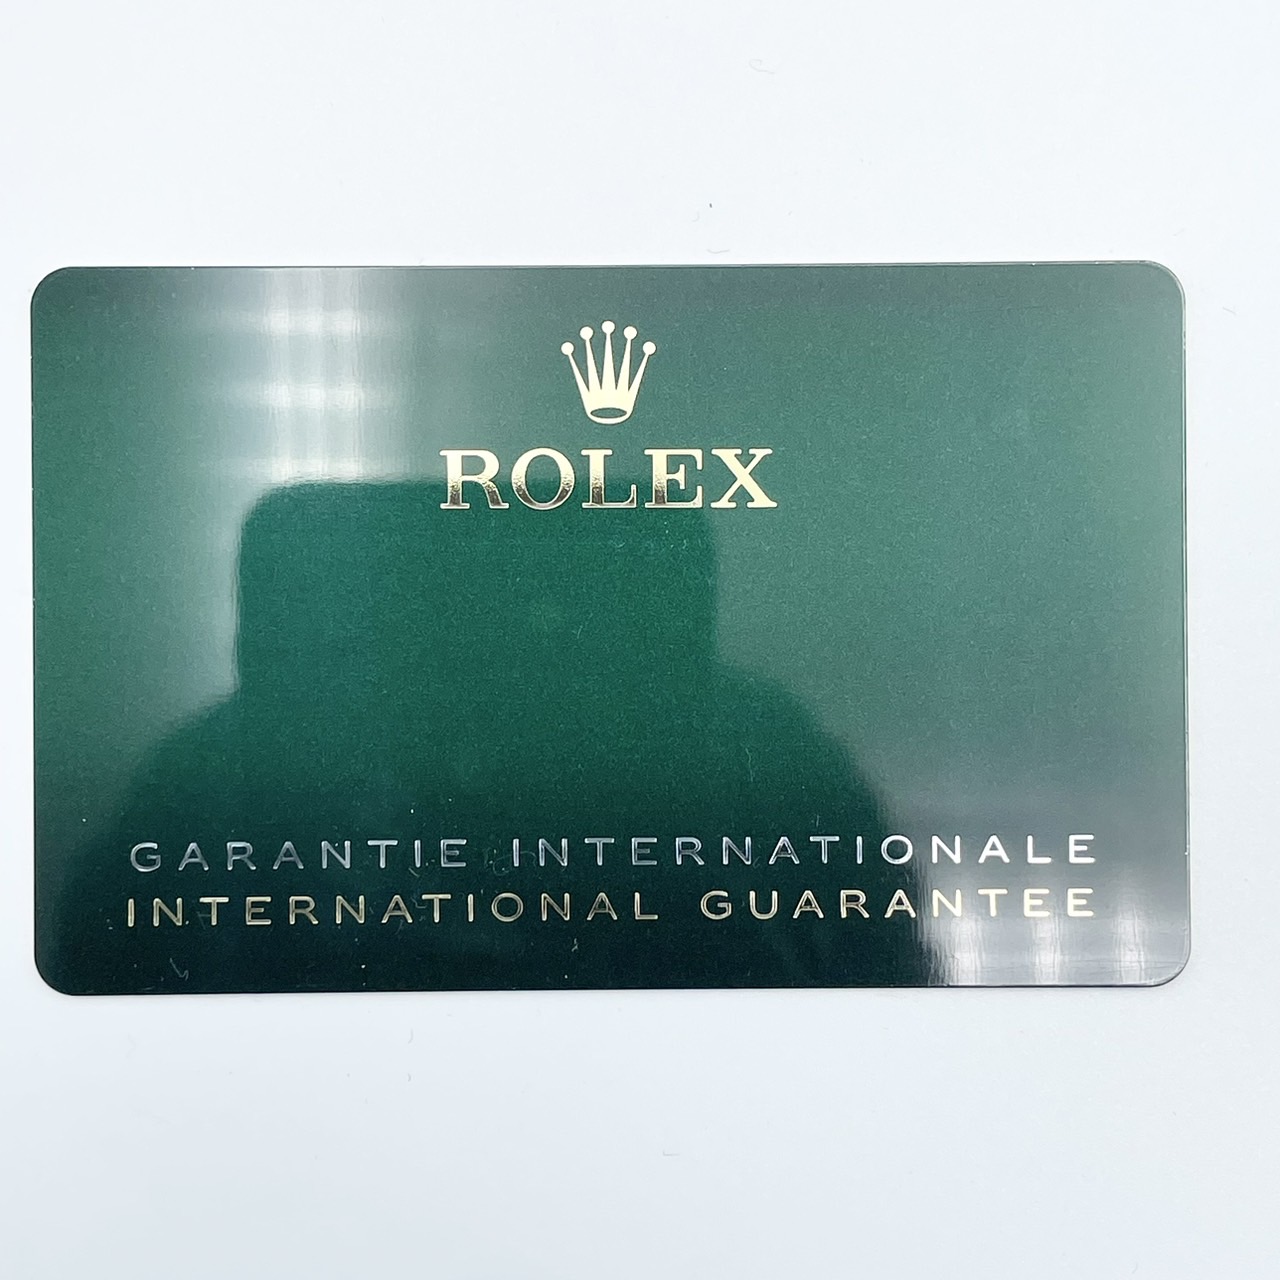 ROLEX
GARANTIE INTERNATIONALE
INTERNATIONAL GUARANTEE